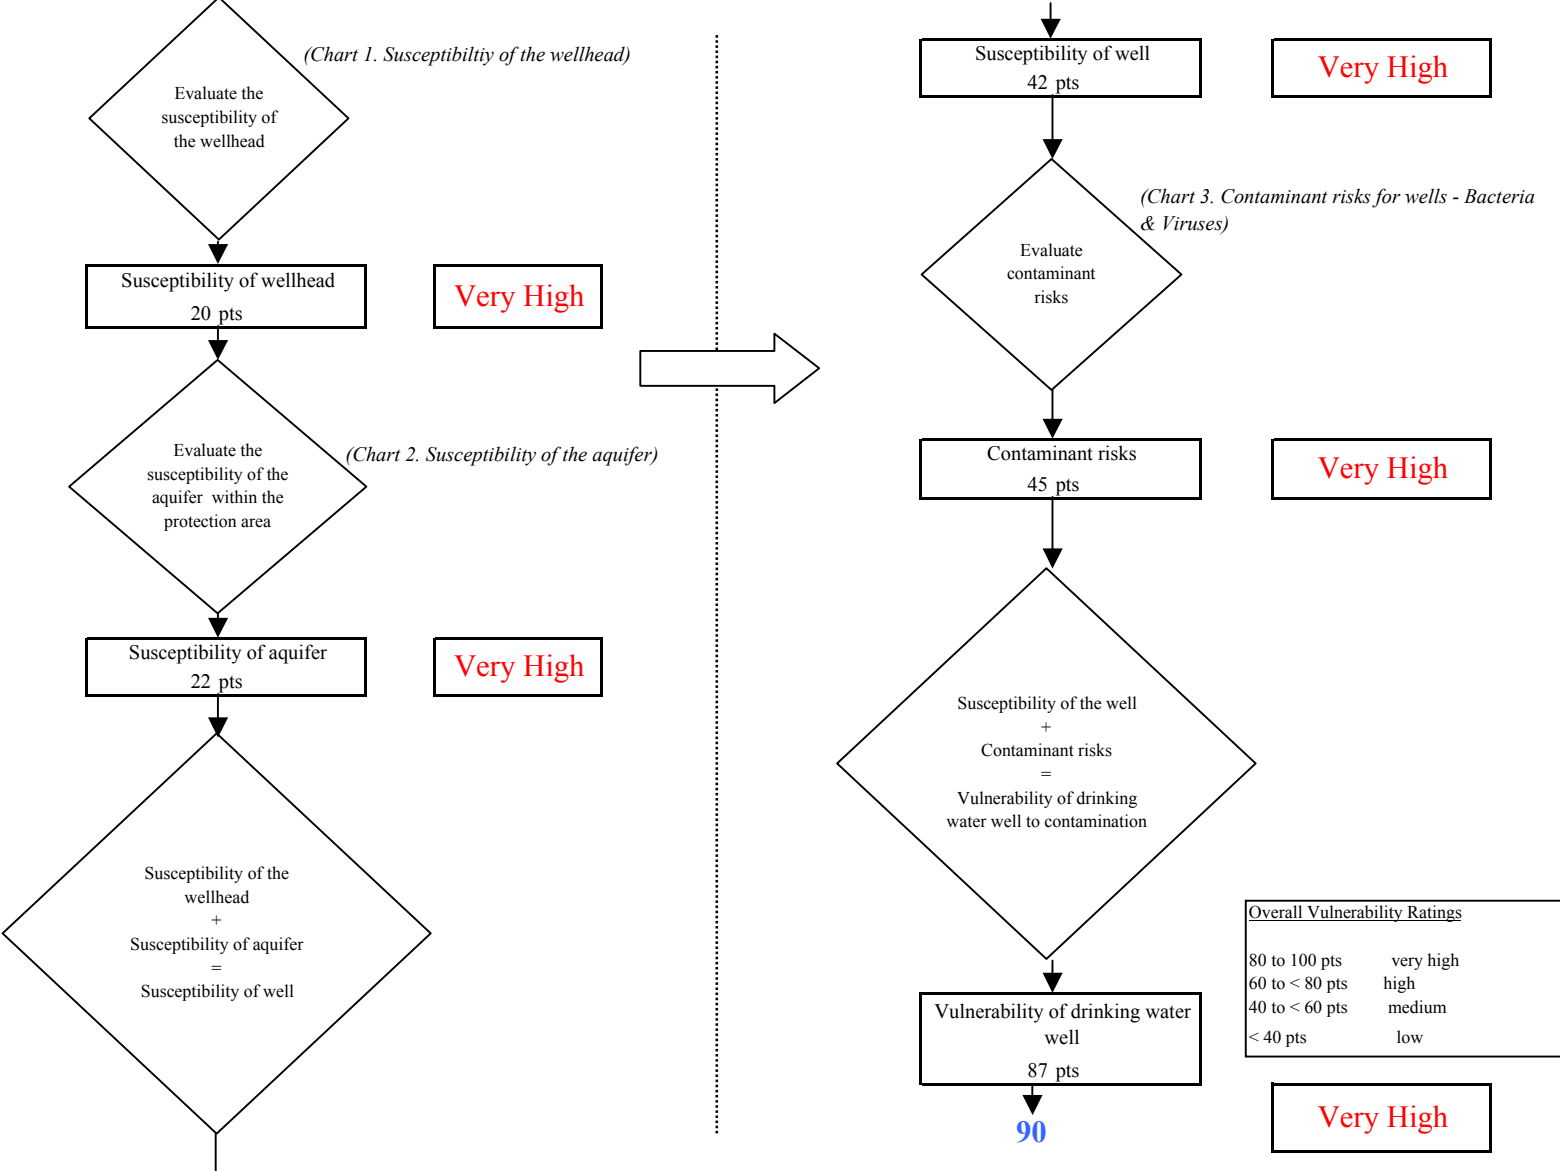 (Chart 1. Susceptibiltiy of the wellhead)
Evaluate the
susceptibility of
the wellhead
Susceptibility of wellhead
20 pts
Very High
Evaluate the
susceptibility of the
aquifer within the
protection area
(Chart 2. Susceptibility of the aquifer)
Susceptibility of aquifer
22 pts
Very High
Susceptibility of the
wellhead
+
Susceptibility of aquifer
=
Susceptibility of well
Susceptibility of well
42 pts
Very High
(Chart 3. Contaminant risks for wells - Bacteria
& Viruses)
Evaluate
contaminant
risks
Contaminant risks
45 pts
Very High
Susceptibility of the well
+
Contaminant risks
=
Vulnerability of drinking
water well to contamination
Overall Vulnerability Ratings
80 to 100 pts very high
60 to < 80 pts high
40 to < 60 pts medium
< 40 pts low
Vulnerability of drinking water
well
87 pts
90
Very High